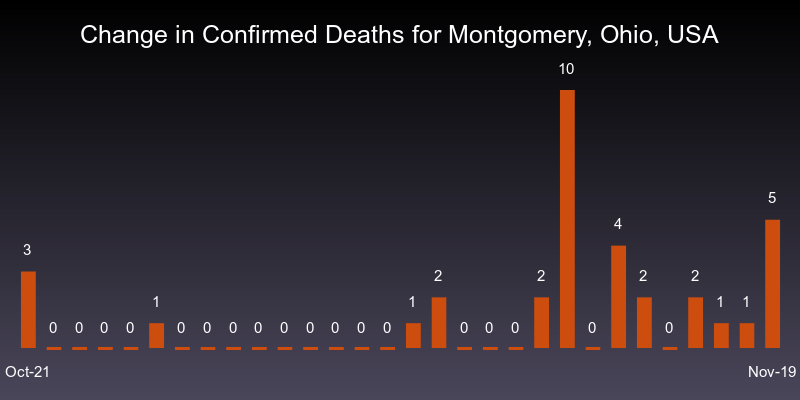 Change in Confirmed Deaths for Montgomery, Ohio, USA
3 0 0 0 0 1 0 0 0 0 0 0 0 0 0 1 2 0 0 0 2 10 0 4 2 0 2 1 1 5
Oct-21 Nov-19